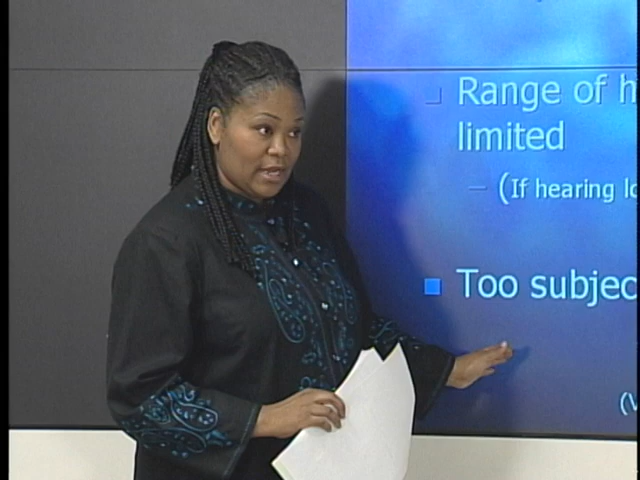 Range of h
limited
– (If hearing lo
Too subjec
(V